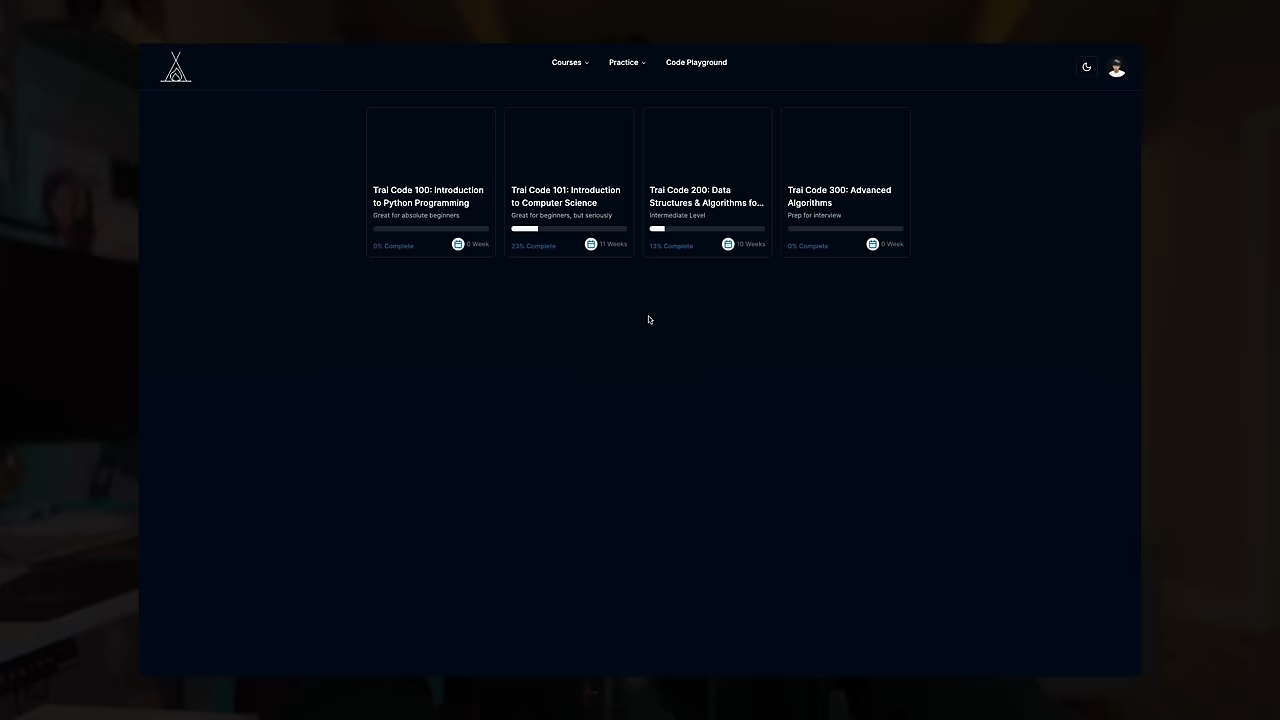 Courses
Practice
Code Playground
Trai Code 100: Introduction
to Python Programming
Great for absolute beginners
0% Complete
0 Week
Trai Code 101: Introduction
to Computer Science
Great for beginners, but seriously
23% Complete
11 Weeks
Trai Code 200: Data
Structures & Algorithms fo...
Intermediate Level
13% Complete
10 Weeks
Trai Code 300: Advanced
Algorithms
Prep for interview
0% Complete
0 Week